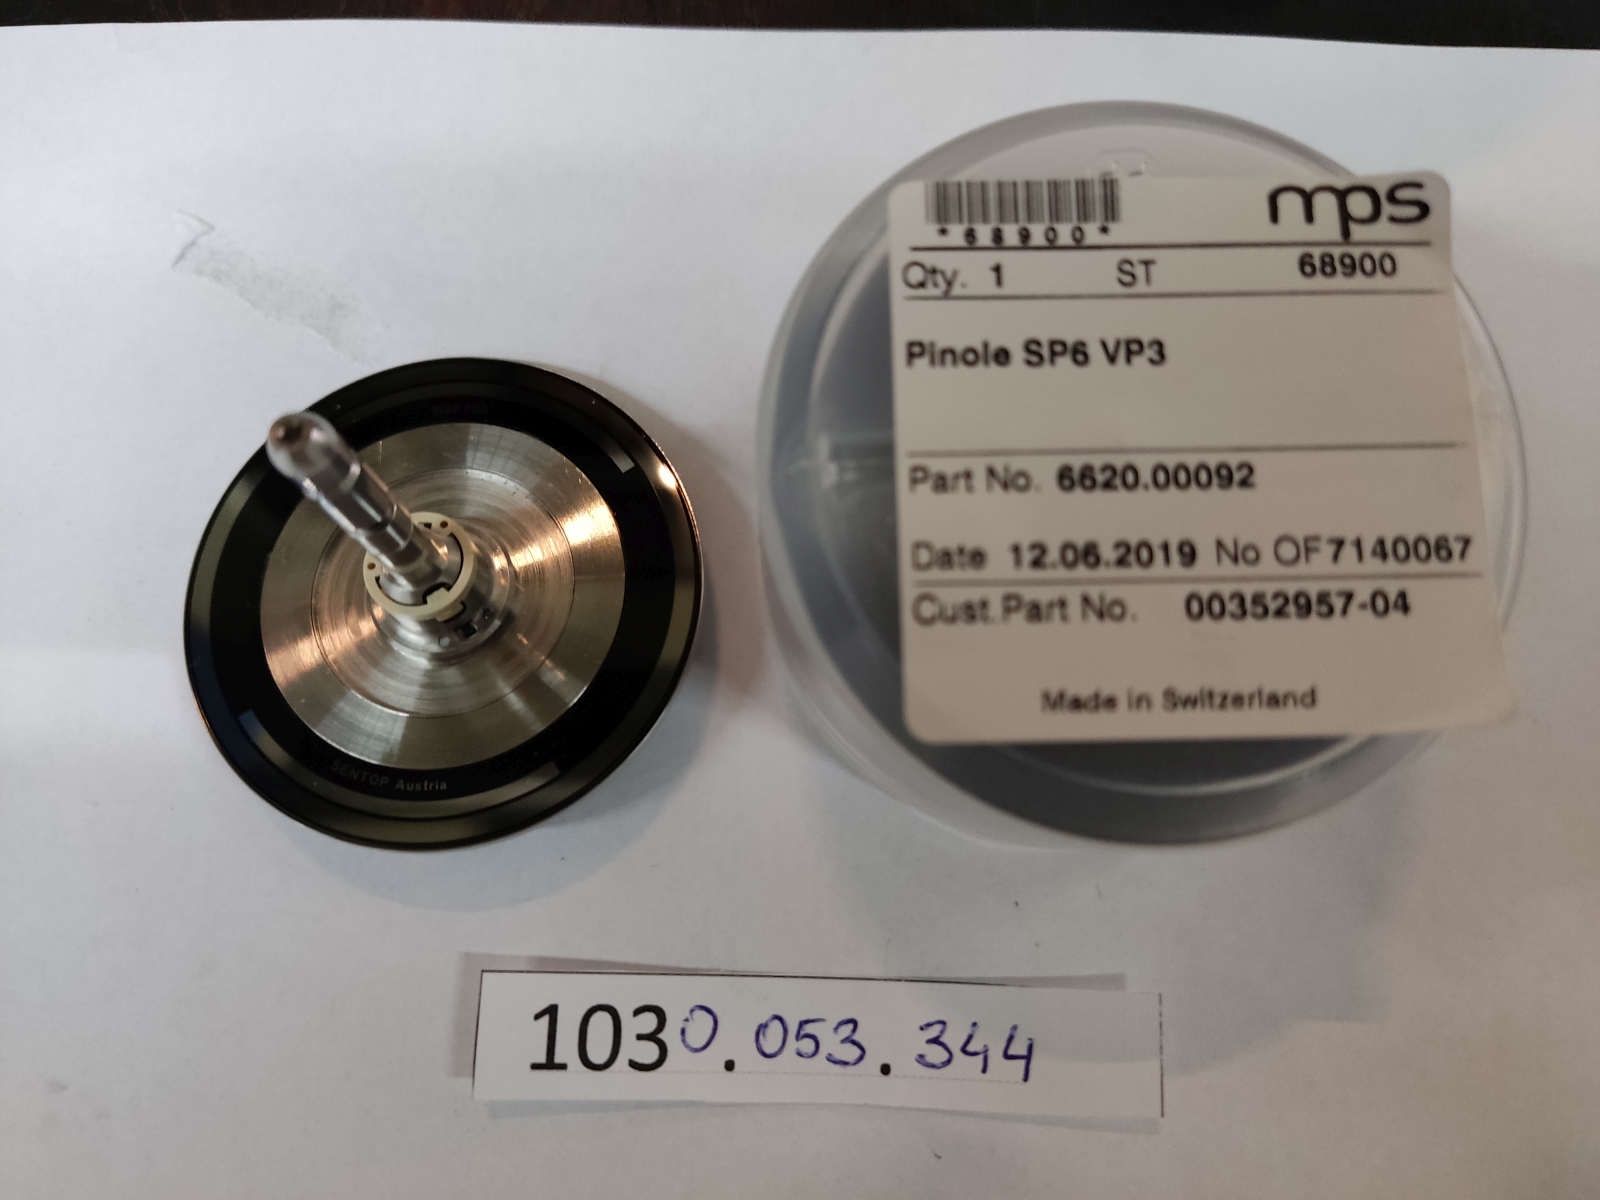 *68900*
mps
Qty. 1 ST 68900
Pinole SP6 VP3
Part No. 6620.00092
Date 12.06.2019 No OF7140067
Cust.Part No. 00352957-04
Made in Switzerland
SENTOP Austria
1030.053.344